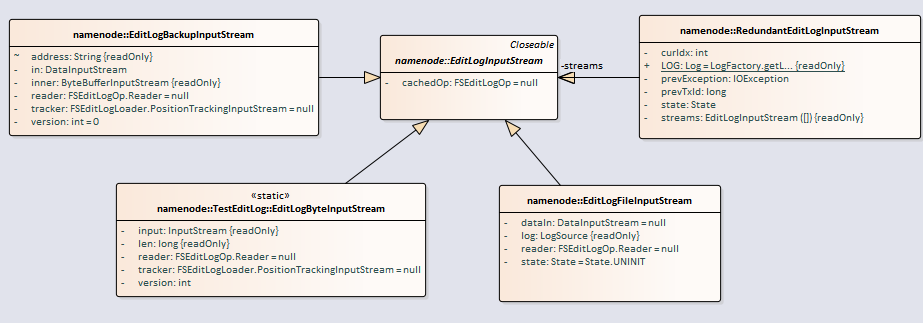 namenode::EditLogBackupInputStream
~ address: String {readOnly}
- in: DataInputStream
- inner: ByteBufferInputStream {readOnly}
- reader: FSEditLogOp.Reader = null
- tracker: FSEditLogLoader.PositionTrackingInputStream = null
- version: int = 0
Closeable
namenode::EditLogInputStream
- cachedOp: FSEditLogOp = null
-streams
namenode::RedundantEditLogInputStream
- curIdx: int
+ LOG: Log = LogFactory.getL... {readOnly}
- prevException: IOException
- prevTxId: long
- state: State
- streams: EditLogInputStream ([]) {readOnly}
«static»
namenode::TestEditLog::EditLogByteInputStream
- input: InputStream {readOnly}
- len: long {readOnly}
- reader: FSEditLogOp.Reader = null
- tracker: FSEditLogLoader.PositionTrackingInputStream = null
- version: int
namenode::EditLogFileInputStream
- dataIn: DataInputStream = null
- log: LogSource {readOnly}
- reader: FSEditLogOp.Reader = null
- state: State = State.UNINIT